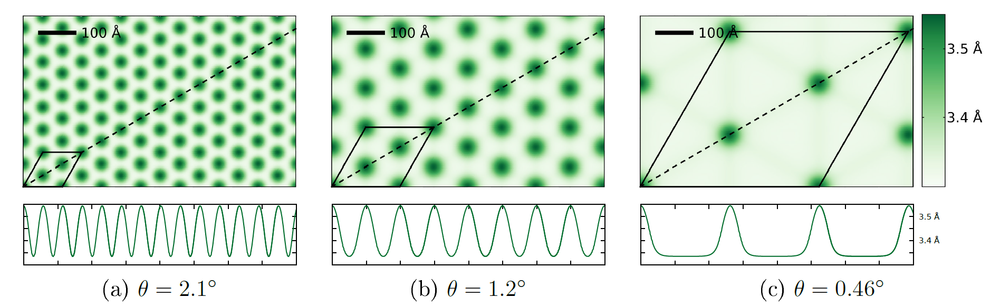 100 Å
100 Å
100 Å
3.5 Å
3.4 Å
3.5 Å
3.4 Å
(a) θ = 2.1°
(b) θ = 1.2°
(c) θ = 0.46°